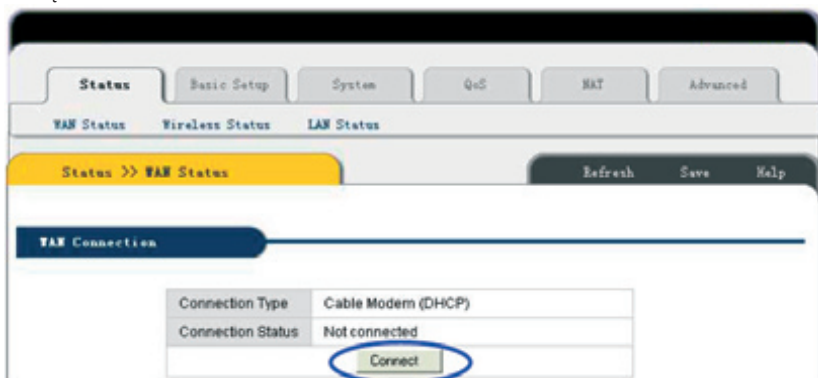 Status Basic Setup System QoS NAT Advanced
WAN Status Wireless Status LAN Status
Status >> WAN Status Refresh Save Help
WAN Connection
Connection Type Cable Modem (DHCP)
Connection Status Not connected
Connect